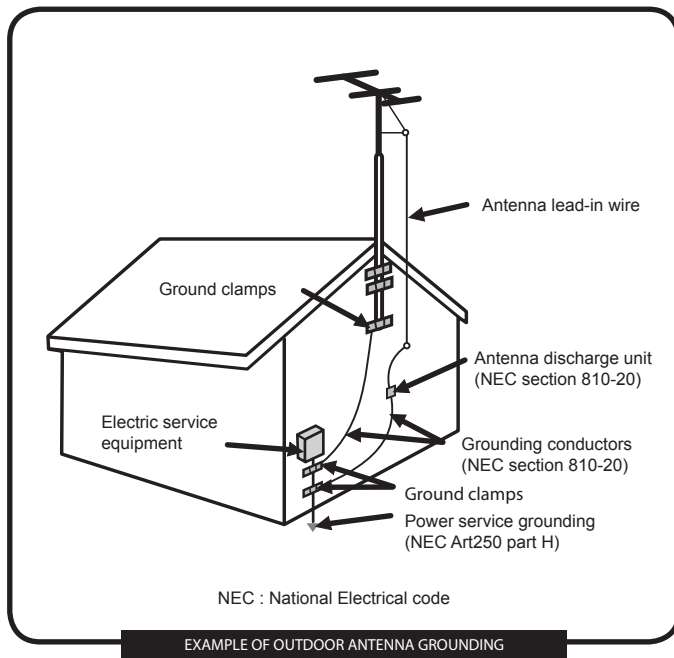 Antenna lead-in wire
Ground clamps
Antenna discharge unit
(NEC section 810-20)
Electric service
equipment
Grounding conductors
(NEC section 810-20)
Ground clamps
Power service grounding
(NEC Art250 part H)
NEC : National Electrical code
EXAMPLE OF OUTDOOR ANTENNA GROUNDING